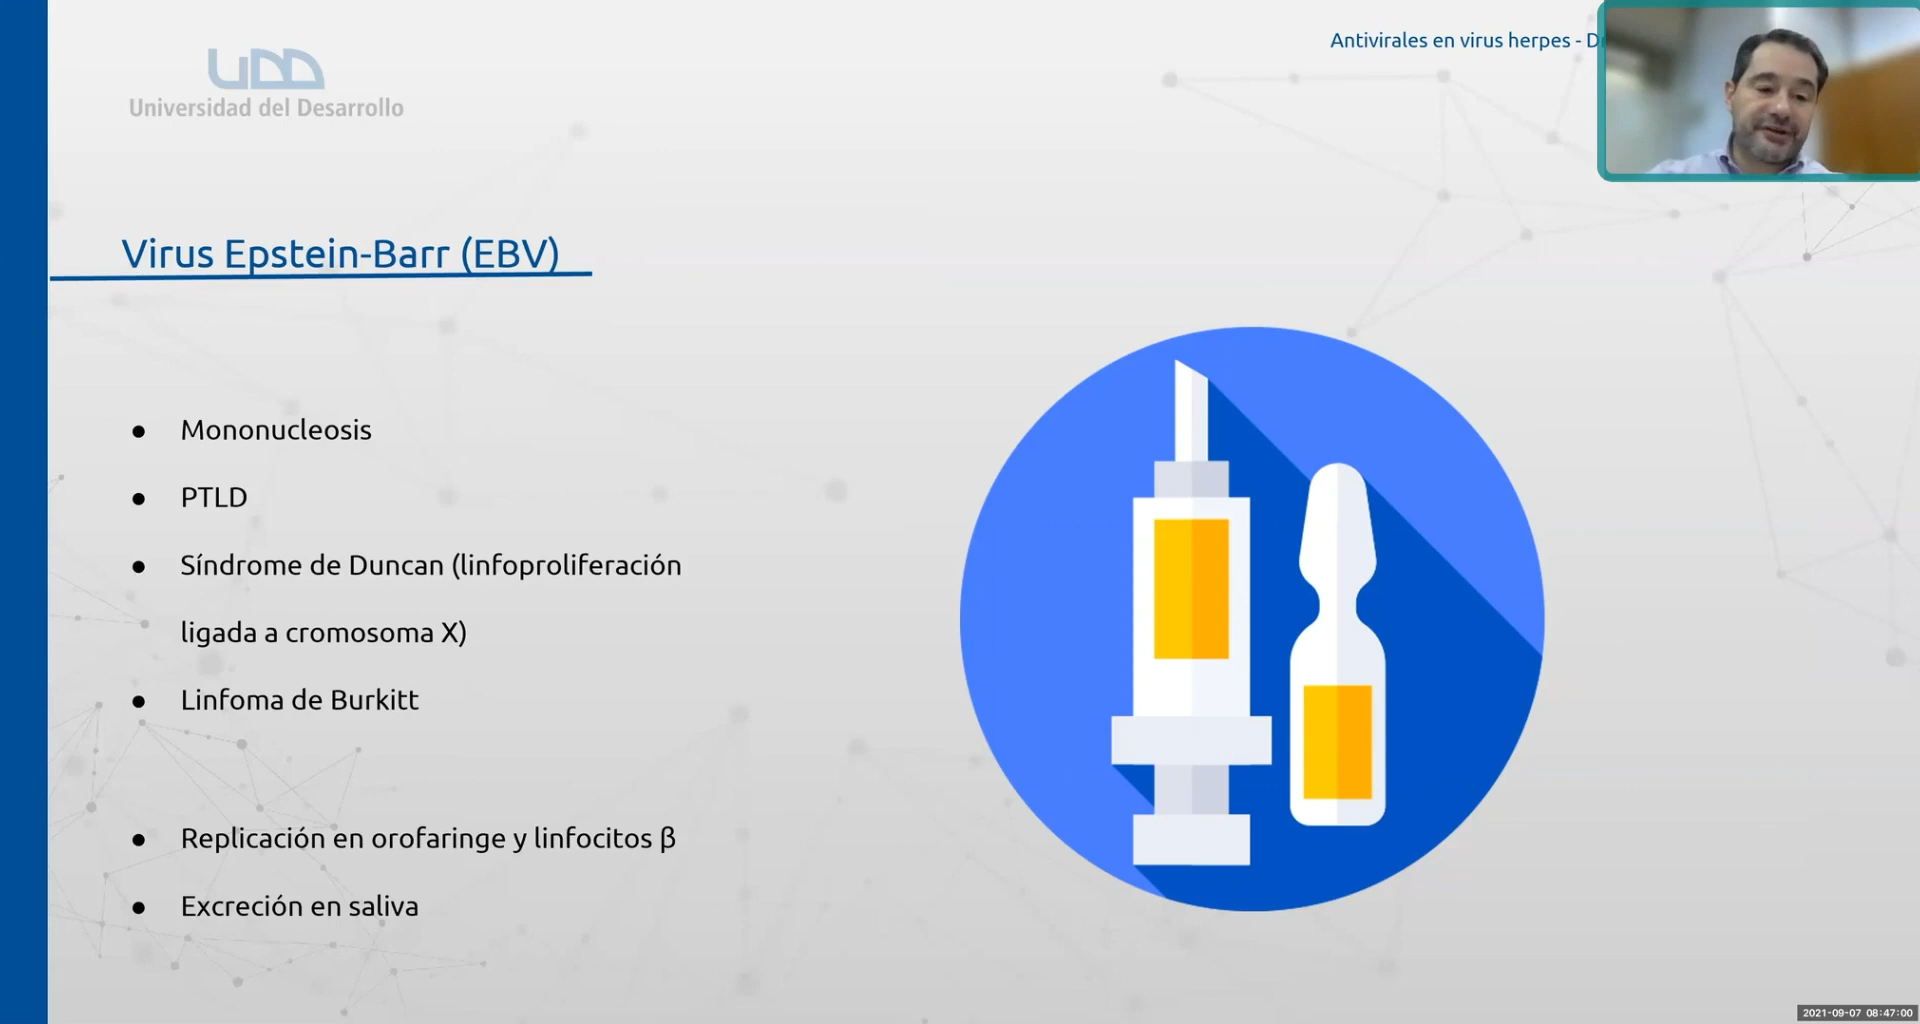 Antivirales en virus herpes -
UDD
Universidad del Desarrollo
Virus Epstein-Barr (EBV)
● Mononucleosis
● PTLD
● Síndrome de Duncan (linfoproliferación
ligada a cromosoma X)
● Linfoma de Burkitt
● Replicación en orofaringe y linfocitos β
● Excreción en saliva
2021-09-07 08:47:00